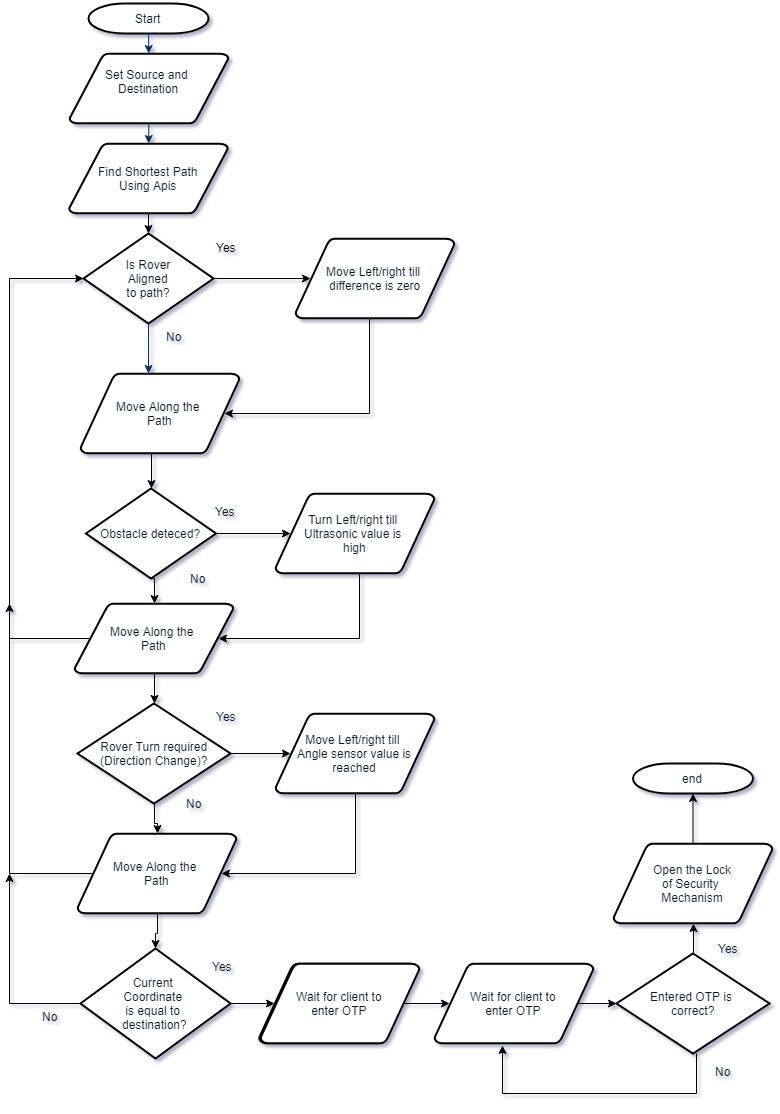 Start
Set Source and
Destination
Find Shortest Path
Using Apis
Is Rover
Aligned
to path?
Yes
Move Left/right till
difference is zero
No
Move Along the
Path
Obstacle deteced?
Yes
Turn Left/right till
Ultrasonic value is
high
No
Move Along the
Path
Rover Turn required
(Direction Change)?
Yes
Move Left/right till
Angle sensor value is
reached
No
Move Along the
Path
Current
Coordinate
is equal to
destination?
No
Yes
Wait for client to
enter OTP
Wait for client to
enter OTP
Entered OTP is
correct?
No
Yes
Open the Lock
of Security
Mechanism
end